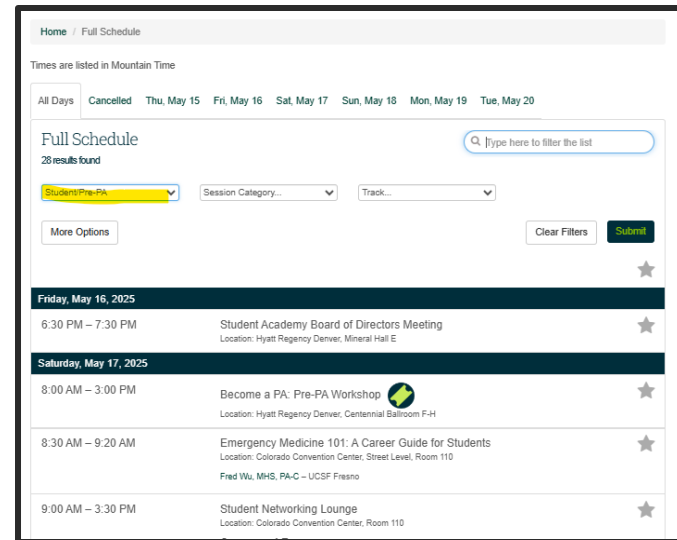 Home / Full Schedule
Times are listed in Mountain Time
All Days Cancelled Thu, May 15 Fri, May 16 Sat, May 17 Sun, May 18 Mon, May 19 Tue, May 20
Full Schedule
28 results found
Type here to filter the list
Student/Pre-PA Session Category... Track...
More Options Clear Filters Submit
Friday, May 16, 2025
6:30 PM – 7:30 PM Student Academy Board of Directors Meeting
Location: Hyatt Regency Denver, Mineral Hall E
Saturday, May 17, 2025
8:00 AM – 3:00 PM Become a PA: Pre-PA Workshop
Location: Hyatt Regency Denver, Centennial Ballroom F-H
8:30 AM – 9:20 AM Emergency Medicine 101: A Career Guide for Students
Location: Colorado Convention Center, Street Level, Room 110
Fred Wu, MHS, PA-C – UCSF Fresno
9:00 AM – 3:30 PM Student Networking Lounge
Location: Colorado Convention Center, Room 110